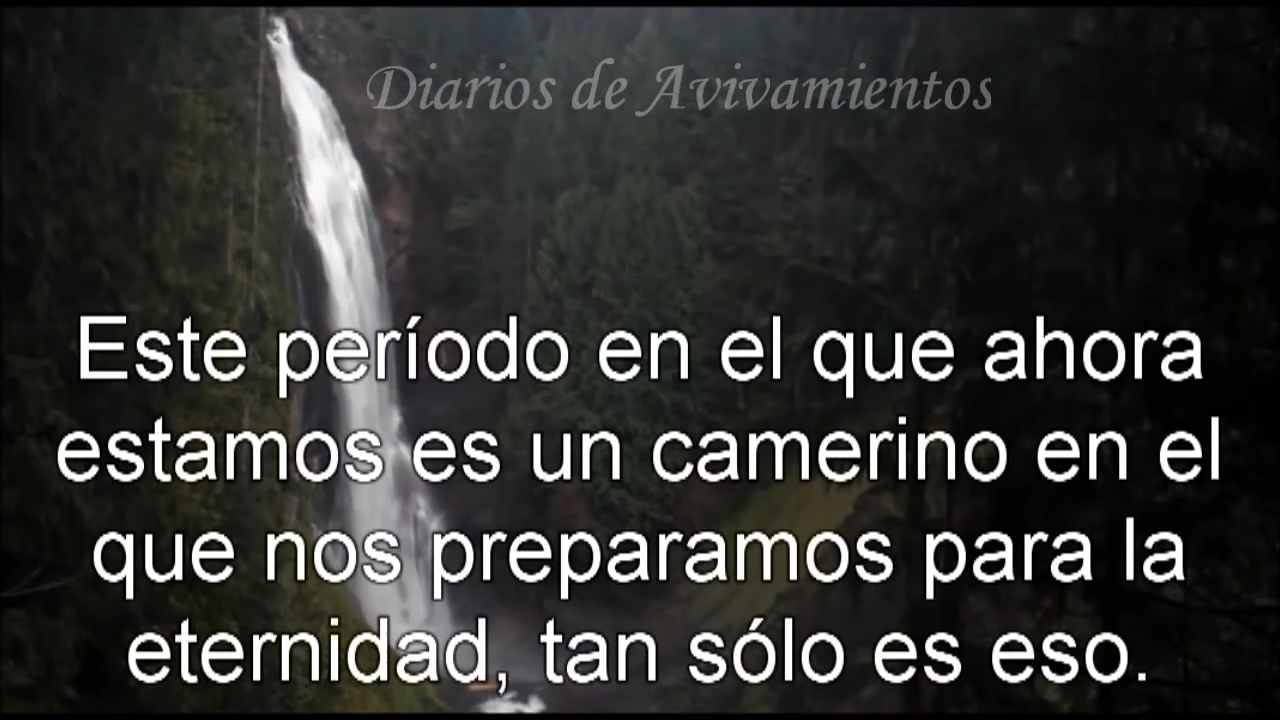 Diarios de Avivamientos
Este período en el que ahora
estamos es un camerino en el
que nos preparamos para la
eternidad, tan sólo es eso.